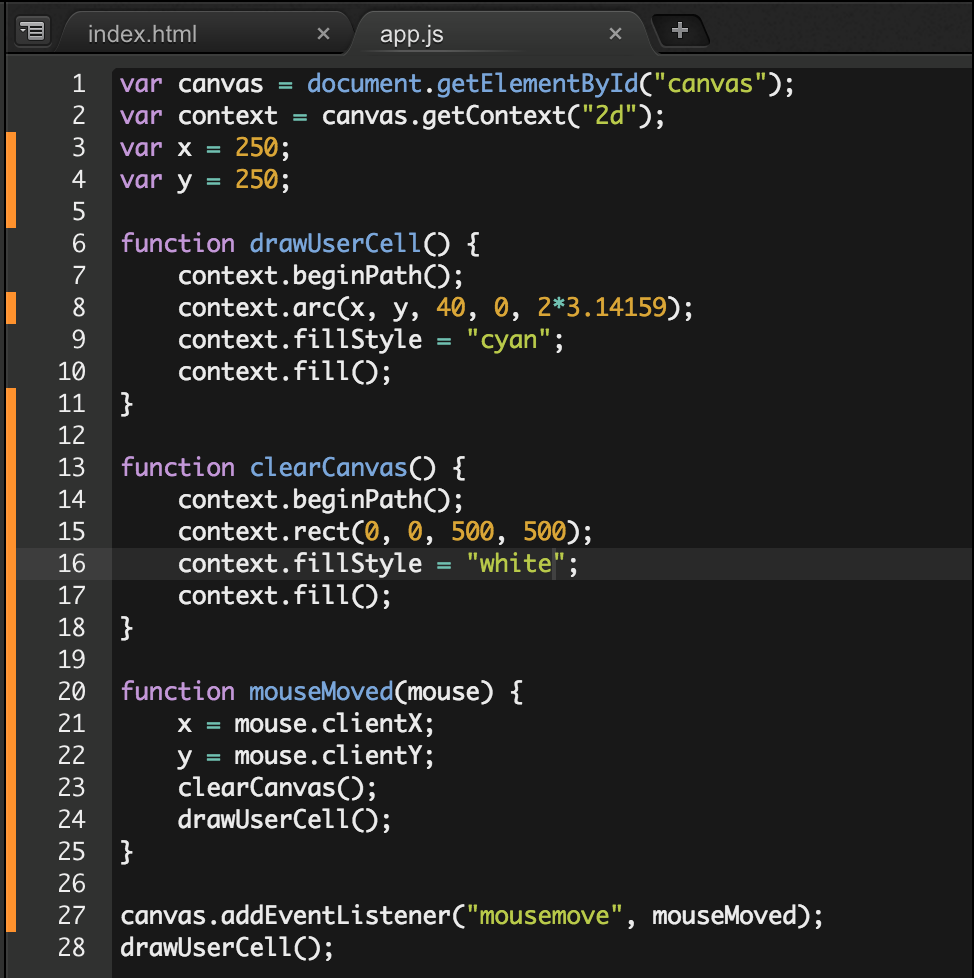 index.html × app.js × +
1 var canvas = document.getElementById("canvas");
2 var context = canvas.getContext("2d");
3 var x = 250;
4 var y = 250;
5
6 function drawUserCell() {
7     context.beginPath();
8     context.arc(x, y, 40, 0, 2*3.14159);
9     context.fillStyle = "cyan";
10     context.fill();
11 }
12
13 function clearCanvas() {
14     context.beginPath();
15     context.rect(0, 0, 500, 500);
16     context.fillStyle = "white";
17     context.fill();
18 }
19
20 function mouseMoved(mouse) {
21     x = mouse.clientX;
22     y = mouse.clientY;
23     clearCanvas();
24     drawUserCell();
25 }
26
27 canvas.addEventListener("mousemove", mouseMoved);
28 drawUserCell();